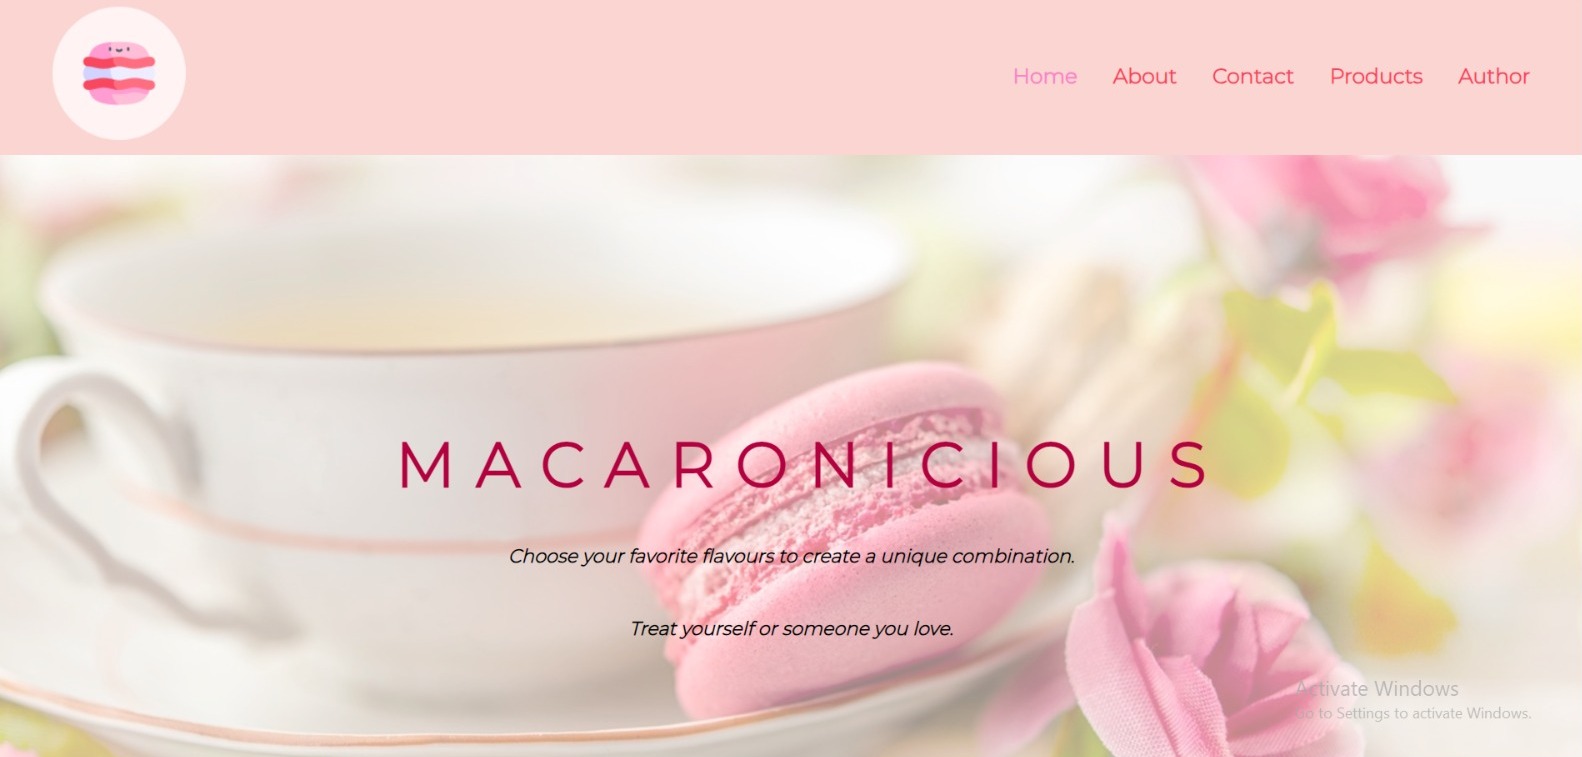 Home About Contact Products Author
MACARONICIOUS
Choose your favorite flavours to create a unique combination.
Treat yourself or someone you love.
Activate Windows
Go to Settings to activate Windows.